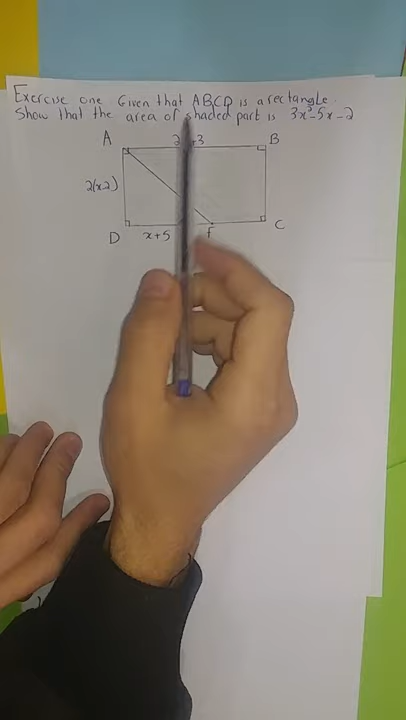 Exercise one Given that ABCD is a rectangle.
Show that the area of shaded part is 3x²-5x-2
A
B
2(x-2)
D
x+5
f
C